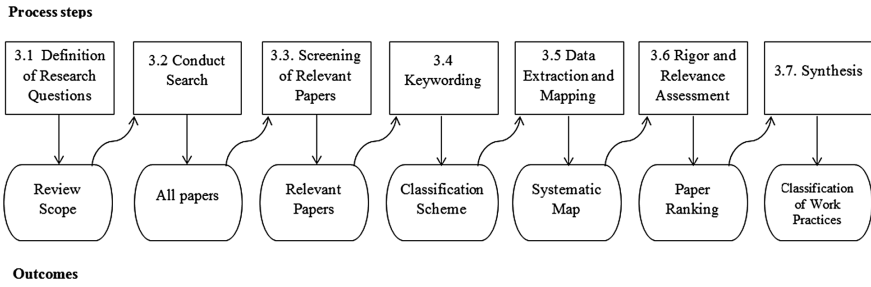 Process steps
3.1 Definition
of Research
Questions
3.2 Conduct
Search
3.3. Screening
of Relevant
Papers
3.4
Keywording
3.5 Data
Extraction and
Mapping
3.6 Rigor and
Relevance
Assessment
3.7. Synthesis
Review
Scope
All papers
Relevant
Papers
Classification
Scheme
Systematic
Map
Paper
Ranking
Classification
of Work
Practices
Outcomes